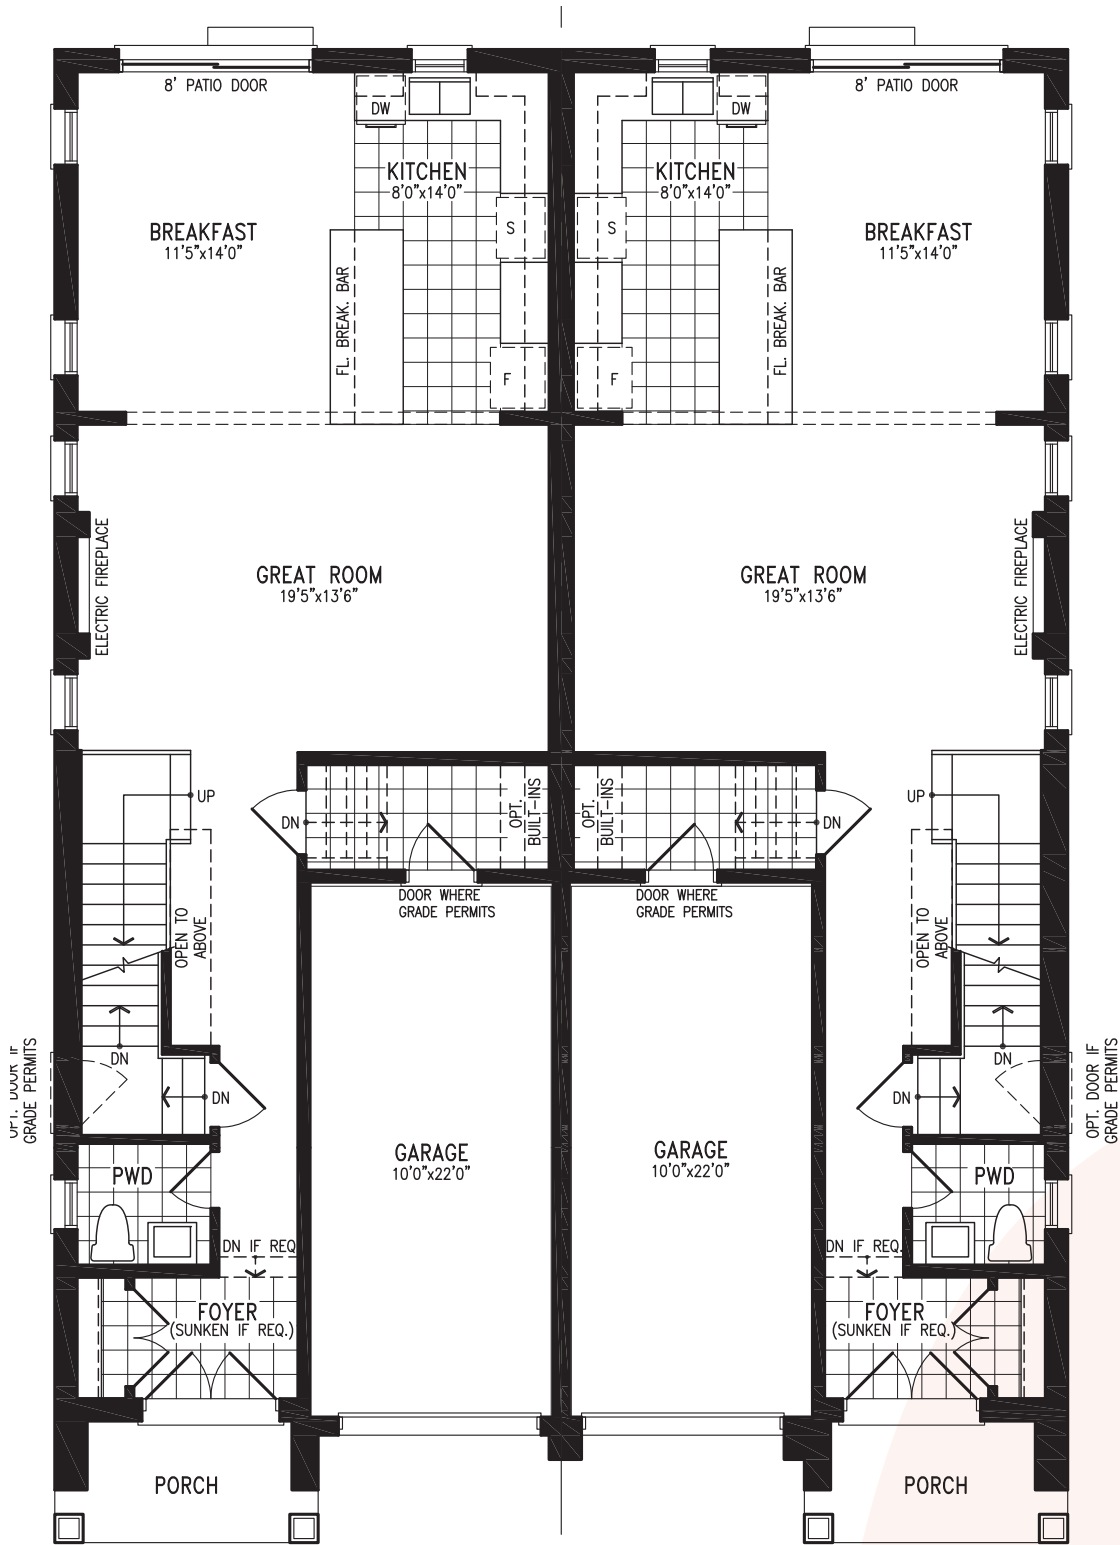 8' PATIO DOOR
8' PATIO DOOR
DW
DW
KITCHEN
8'0"x14'0"
KITCHEN
8'0"x14'0"
BREAKFAST
11'5"x14'0"
S
S
BREAKFAST
11'5"x14'0"
FL. BREAK. BAR
FL. BREAK. BAR
F
F
ELECTRIC FIREPLACE
GREAT ROOM
19'5"x13'6"
GREAT ROOM
19'5"x13'6"
ELECTRIC FIREPLACE
UP
DN
OPT.
BUILT-INS
OPT.
BUILT-INS
DN
UP
DOOR WHERE
GRADE PERMITS
DOOR WHERE
GRADE PERMITS
OPEN TO
ABOVE
OPEN TO
ABOVE
OPT. DOOR IF
GRADE PERMITS
DN
DN
DN
DN
OPT. DOOR IF
GRADE PERMITS
GARAGE
10'0"x22'0"
GARAGE
10'0"x22'0"
PWD
PWD
DN IF REQ.
DN IF REQ.
FOYER
(SUNKEN IF REQ.)
FOYER
(SUNKEN IF REQ.)
PORCH
PORCH